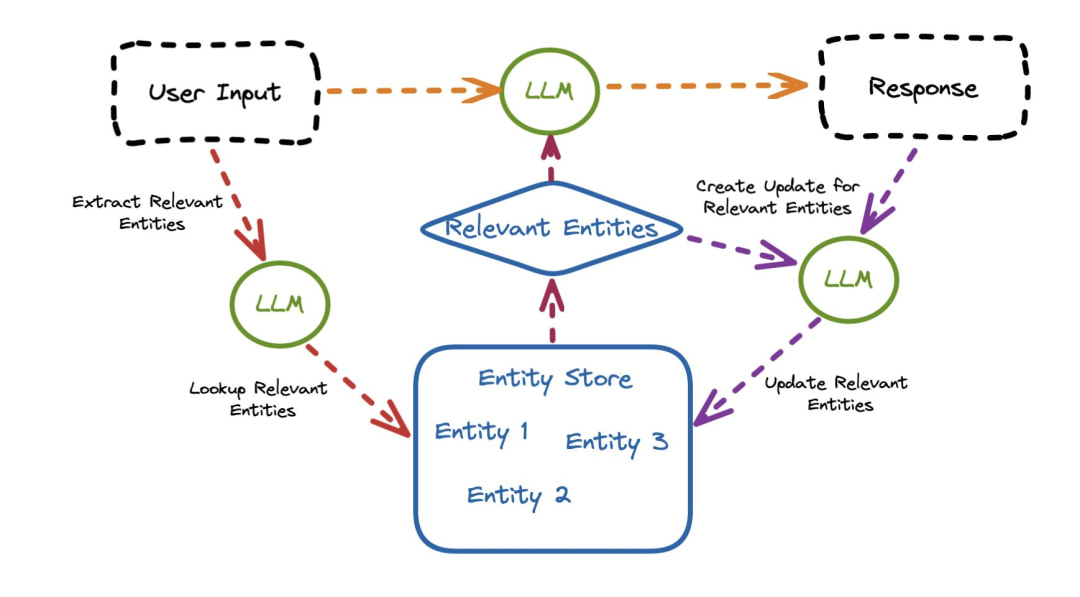 User Input
LLM
Response
Extract Relevant
Entities
Relevant Entities
Create Update for
Relevant Entities
LLM
LLM
Lookup Relevant
Entities
Entity Store
Entity 1
Entity 3
Entity 2
Update Relevant
Entities